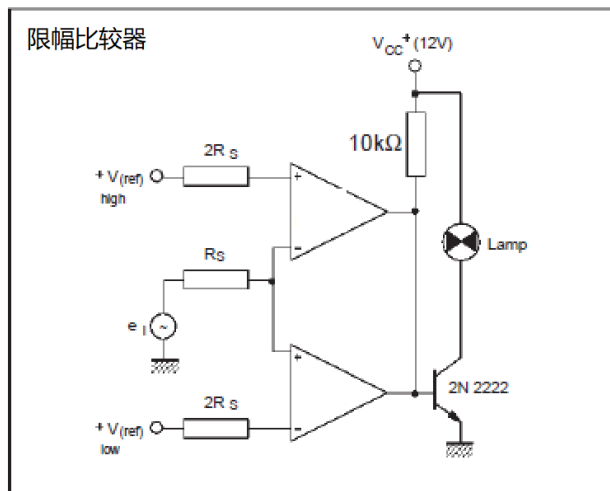 限幅比较器
VCC+ (12V)
10kΩ
2R S
+ V(ref)
high
+
−
RS
Lamp
e I
~
+
−
2N 2222
2R S
+ V(ref)
low